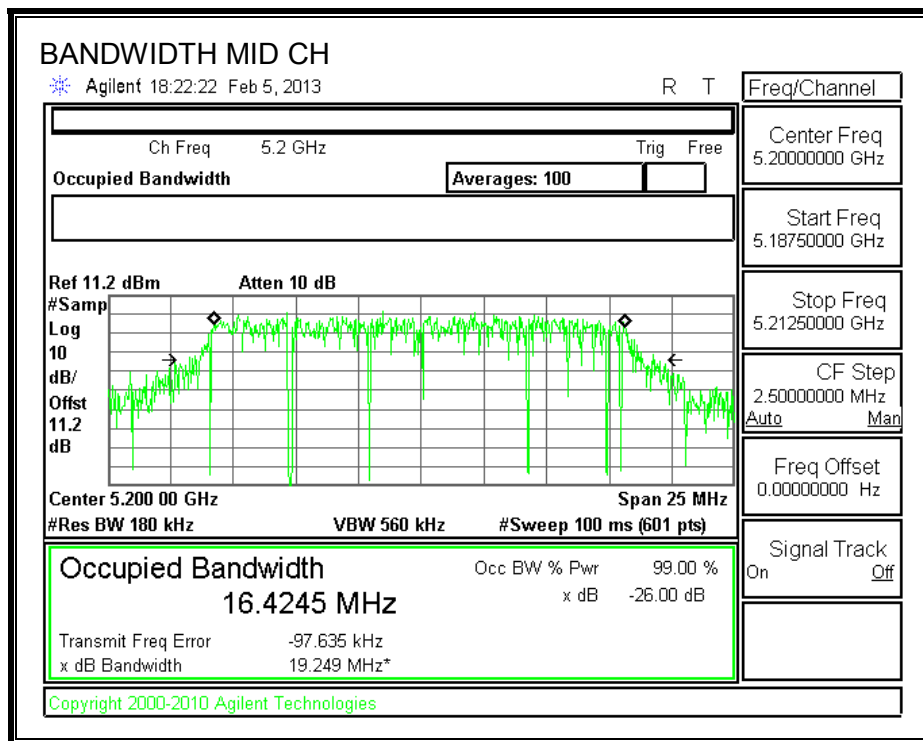 BANDWIDTH MID CH
Agilent 18:22:22 Feb 5, 2013 R T
Freq/Channel
Ch Freq 5.2 GHz Trig Free
Occupied Bandwidth Averages: 100
Center Freq
5.20000000 GHz
Start Freq
5.18750000 GHz
Stop Freq
5.21250000 GHz
CF Step
2.50000000 MHz
Auto Man
Freq Offset
0.00000000 Hz
Signal Track
On Off
Ref 11.2 dBm Atten 10 dB
#Samp
Log
10
dB/
Offst
11.2
dB
Center 5.200 00 GHz Span 25 MHz
#Res BW 180 kHz VBW 560 kHz #Sweep 100 ms (601 pts)
Occupied Bandwidth Occ BW % Pwr 99.00 %
16.4245 MHz x dB -26.00 dB
Transmit Freq Error -97.635 kHz
x dB Bandwidth 19.249 MHz*
Copyright 2000-2010 Agilent Technologies